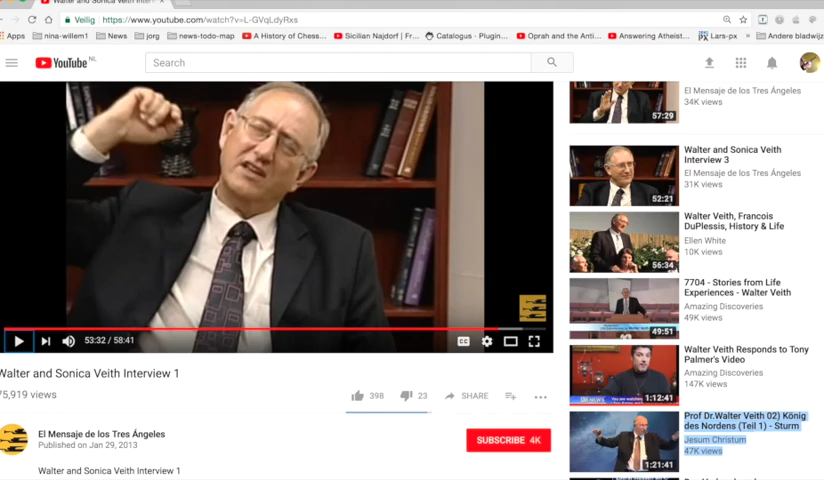 Walter and Sonica Veith Interv
Veilig https://www.youtube.com/watch?v=L-GVqLdyRxs
Apps nina-willem1 News jorg news-todo-map A History of Chess... Sicilian Najdorf | Fr... Catalogus - Plugin... Oprah and the Anti... Answering Atheist... Lars-px » Andere bladwijz
YouTube NL
Search
57:29
El Mensaje de los Tres Ángeles
34K views
52:21
Walter and Sonica Veith
Interview 3
El Mensaje de los Tres Ángeles
31K views
56:34
Walter Veith, Francois
DuPlessis, History & Life
Ellen White
10K views
49:51
7704 - Stories from Life
Experiences - Walter Veith
Amazing Discoveries
49K views
1:12:41
Walter Veith Responds to Tony
Palmer's Video
Amazing Discoveries
147K views
1:21:41
Prof Dr.Walter Veith 02) König
des Nordens (Teil 1) - Sturm
Jesum Christum
47K views
53:32 / 58:41
CC
Walter and Sonica Veith Interview 1
75,919 views
398 23 SHARE
El Mensaje de los Tres Ángeles
Published on Jan 29, 2013
SUBSCRIBE 4K
Walter and Sonica Veith Interview 1